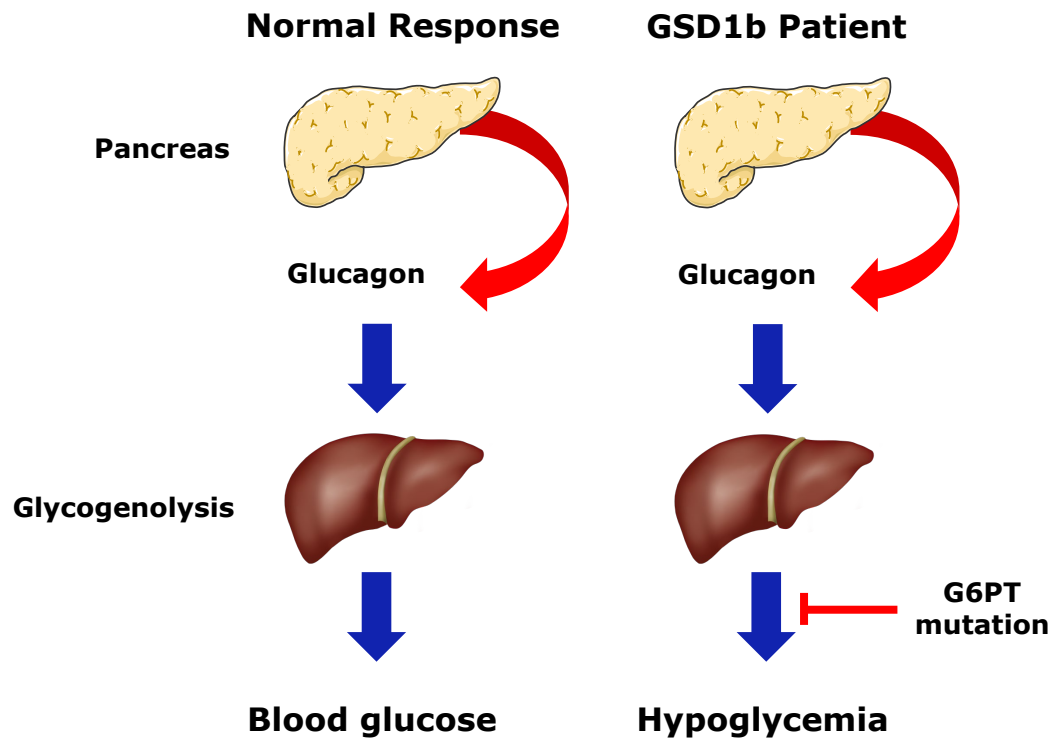 Normal Response
GSD1b Patient
Pancreas
Glucagon
Glucagon
Glycogenolysis
G6PT
mutation
Blood glucose
Hypoglycemia